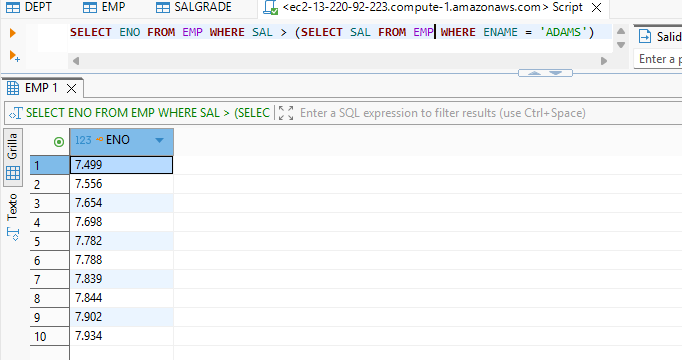 DEPT EMP SALGRADE <ec2-13-220-92-223.compute-1.amazonaws.com> Script
SELECT ENO FROM EMP WHERE SAL > (SELECT SAL FROM EMP WHERE ENAME = 'ADAMS')
Salid
Enter a p
EMP 1
SELECT ENO FROM EMP WHERE SAL > (SELEC Enter a SQL expression to filter results (use Ctrl+Space)
Grilla
Texto
123 ENO
1 7.499
2 7.556
3 7.654
4 7.698
5 7.782
6 7.788
7 7.839
8 7.844
9 7.902
10 7.934